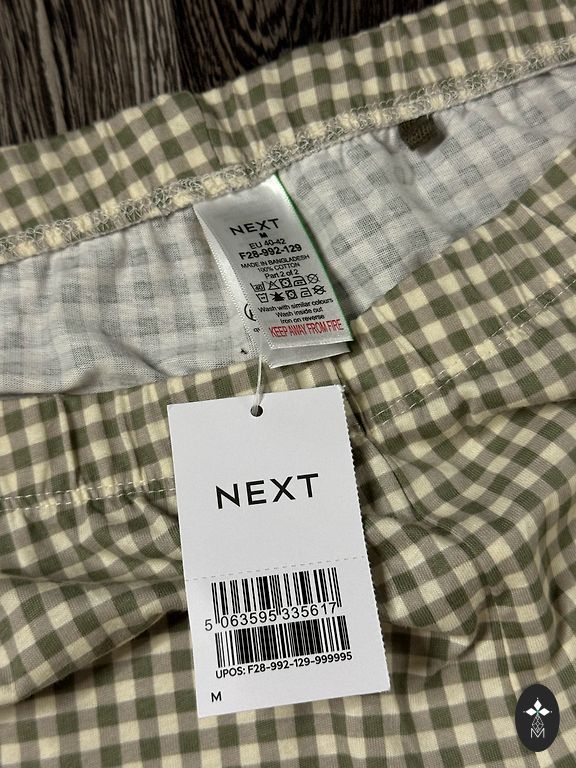 NEXT
M
EU 40-42
F28-992-129
MADE IN BANGLADESH
100% COTTON
Part 2 of 2
Wash with similar colours
Wash inside out
Iron on reverse
KEEP AWAY FROM FIRE
NEXT
5 063595 335617
UPOS: F28-992-129-999995
M
M